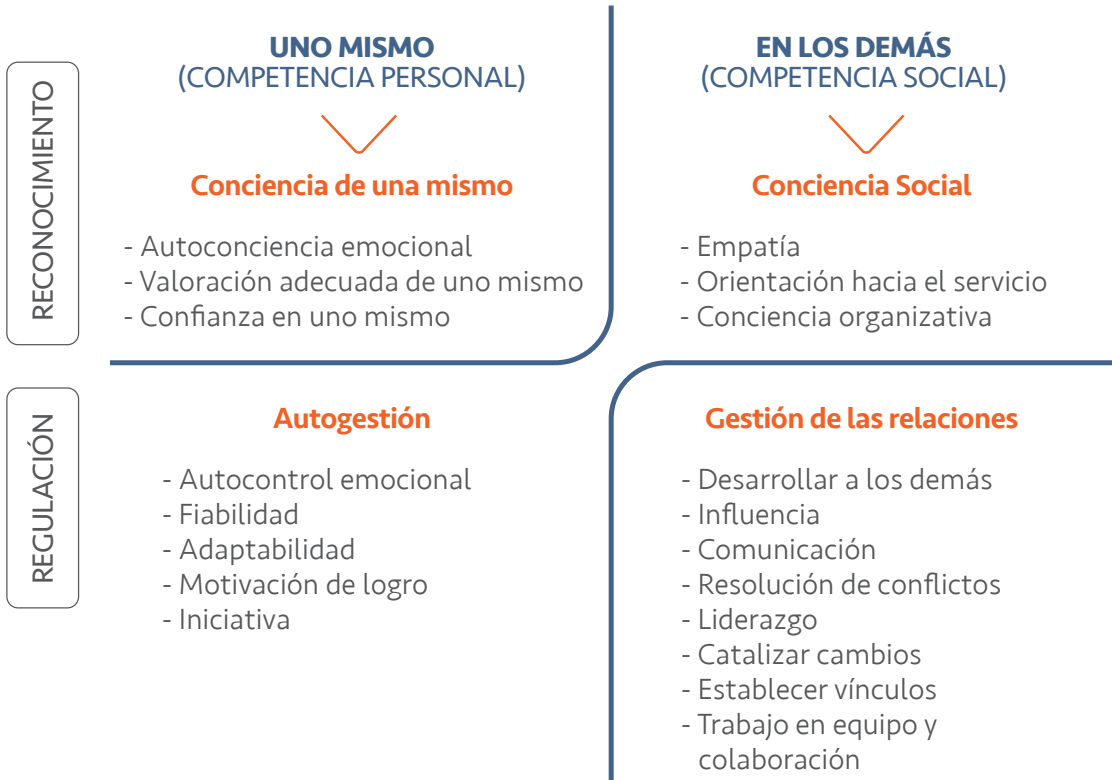 UNO MISMO
(COMPETENCIA PERSONAL)
EN LOS DEMÁS
(COMPETENCIA SOCIAL)
RECONOCIMIENTO
Conciencia de una mismo
- Autoconciencia emocional
- Valoración adecuada de uno mismo
- Confianza en uno mismo
Conciencia Social
- Empatía
- Orientación hacia el servicio
- Conciencia organizativa
REGULACIÓN
Autogestión
- Autocontrol emocional
- Fiabilidad
- Adaptabilidad
- Motivación de logro
- Iniciativa
Gestión de las relaciones
- Desarrollar a los demás
- Influencia
- Comunicación
- Resolución de conflictos
- Liderazgo
- Catalizar cambios
- Establecer vínculos
- Trabajo en equipo y
colaboración